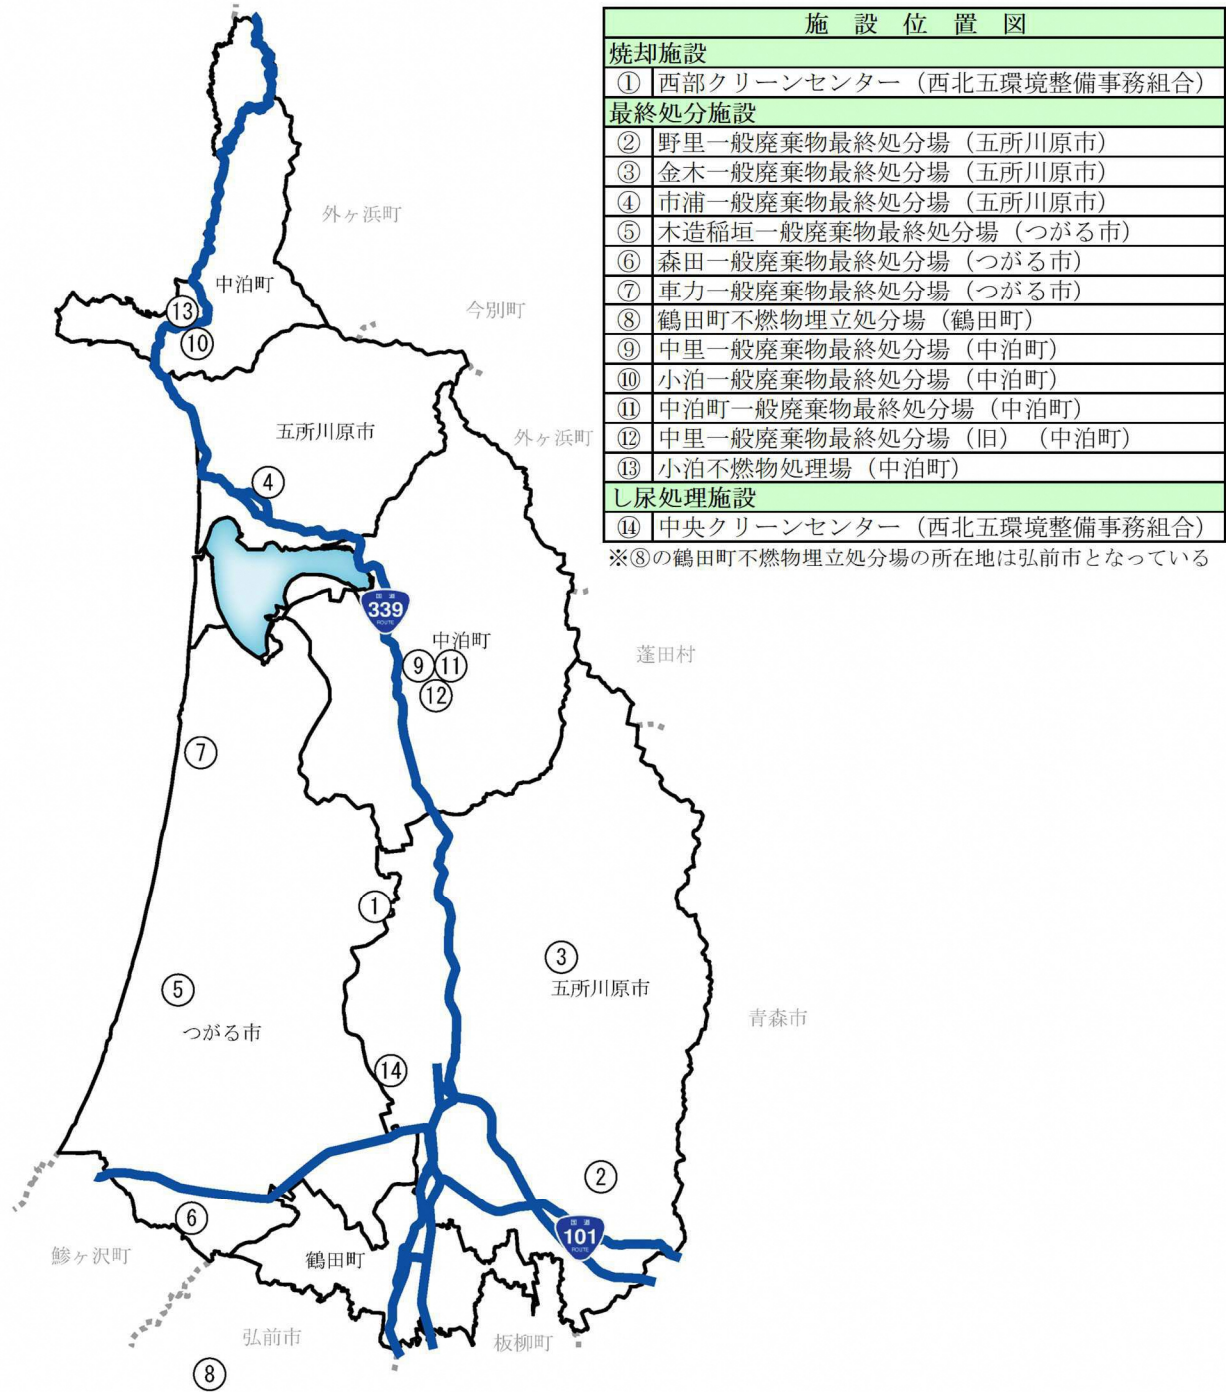 施 設 位 置 図
焼却施設
① 西部クリーンセンター（西北五環境整備事務組合）
最終処分施設
② 野里一般廃棄物最終処分場（五所川原市）
③ 金木一般廃棄物最終処分場（五所川原市）
④ 市浦一般廃棄物最終処分場（五所川原市）
⑤ 木造稲垣一般廃棄物最終処分場（つがる市）
⑥ 森田一般廃棄物最終処分場（つがる市）
⑦ 車力一般廃棄物最終処分場（つがる市）
⑧ 鶴田町不燃物埋立処分場（鶴田町）
⑨ 中里一般廃棄物最終処分場（中泊町）
⑩ 小泊一般廃棄物最終処分場（中泊町）
⑪ 中泊町一般廃棄物最終処分場（中泊町）
⑫ 中里一般廃棄物最終処分場（旧）（中泊町）
⑬ 小泊不燃物処理場（中泊町）
し尿処理施設
⑭ 中央クリーンセンター（西北五環境整備事務組合）
※⑧の鶴田町不燃物埋立処分場の所在地は弘前市となっている
外ヶ浜町
中泊町
⑬
今別町
⑩
五所川原市
外ヶ浜町
④
国道
339
ROUTE
中泊町
蓬田村
⑨ ⑪
⑫
⑦
①
③
五所川原市
⑤
青森市
つがる市
⑭
②
⑥
国道
101
ROUTE
鰺ヶ沢町
鶴田町
弘前市
板柳町
⑧